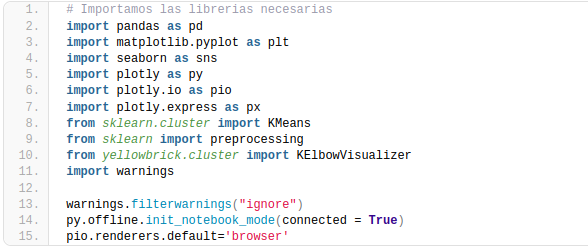 1. # Importamos las librerias necesarias
2. import pandas as pd
3. import matplotlib.pyplot as plt
4. import seaborn as sns
5. import plotly as py
6. import plotly.io as pio
7. import plotly.express as px
8. from sklearn.cluster import KMeans
9. from sklearn import preprocessing
10. from yellowbrick.cluster import KElbowVisualizer
11. import warnings
12.
13. warnings.filterwarnings("ignore")
14. py.offline.init_notebook_mode(connected = True)
15. pio.renderers.default='browser'